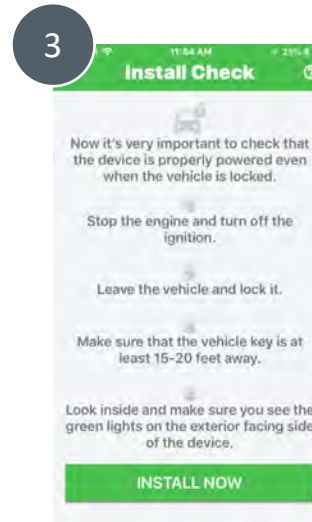 3
11:54 AM
Install Check
Now it's very important to check that
the device is properly powered even
when the vehicle is locked.
Stop the engine and turn off the
ignition.
Leave the vehicle and lock it.
Make sure that the vehicle key is at
least 15-20 feet away.
Look inside and make sure you see the
green lights on the exterior facing side
of the device.
INSTALL NOW